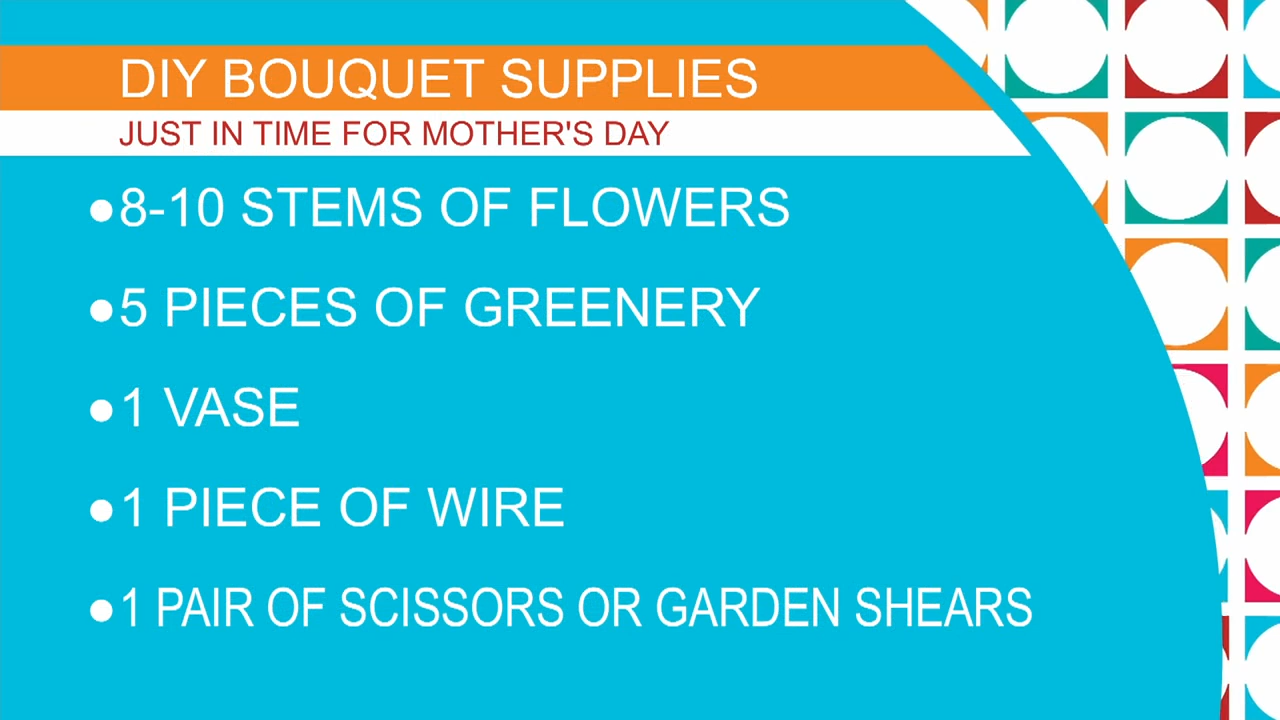 DIY BOUQUET SUPPLIES
JUST IN TIME FOR MOTHER'S DAY
●8-10 STEMS OF FLOWERS
●5 PIECES OF GREENERY
●1 VASE
●1 PIECE OF WIRE
●1 PAIR OF SCISSORS OR GARDEN SHEARS